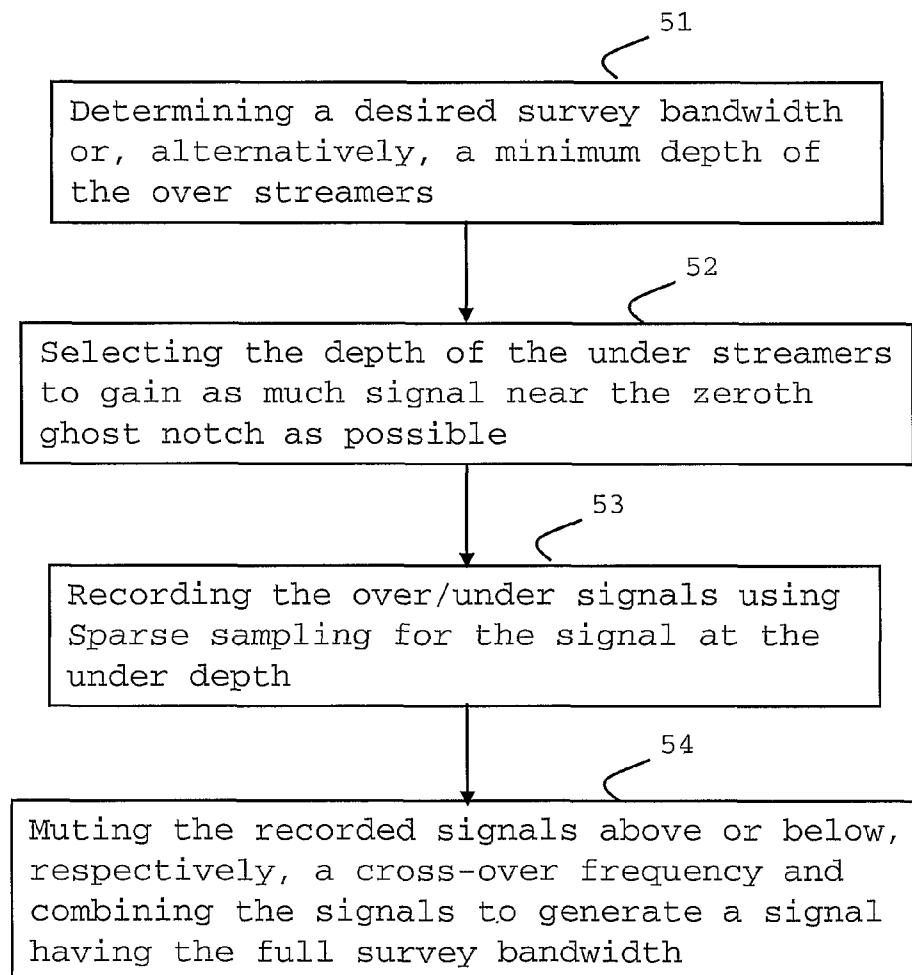 51
Determining a desired survey bandwidth
or, alternatively, a minimum depth of
the over streamers
52
Selecting the depth of the under streamers
to gain as much signal near the zeroth
ghost notch as possible
53
Recording the over/under signals using
Sparse sampling for the signal at the
under depth
54
Muting the recorded signals above or below,
respectively, a cross-over frequency and
combining the signals to generate a signal
having the full survey bandwidth